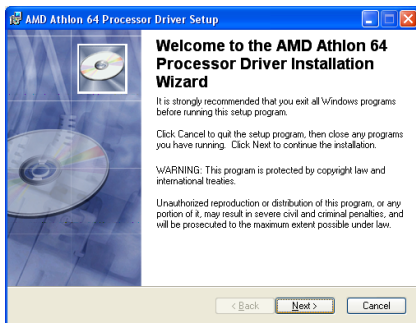 AMD Athlon 64 Processor Driver Setup
Welcome to the AMD Athlon 64
Processor Driver Installation
Wizard
It is strongly recommended that you exit all Windows programs
before running this setup program.
Click Cancel to quit the setup program, then close any programs
you have running. Click Next to continue the installation.
WARNING: This program is protected by copyright law and
international treaties.
Unauthorized reproduction or distribution of this program, or any
portion of it, may result in severe civil and criminal penalties, and
will be prosecuted to the maximum extent possible under law.
< Back Next > Cancel